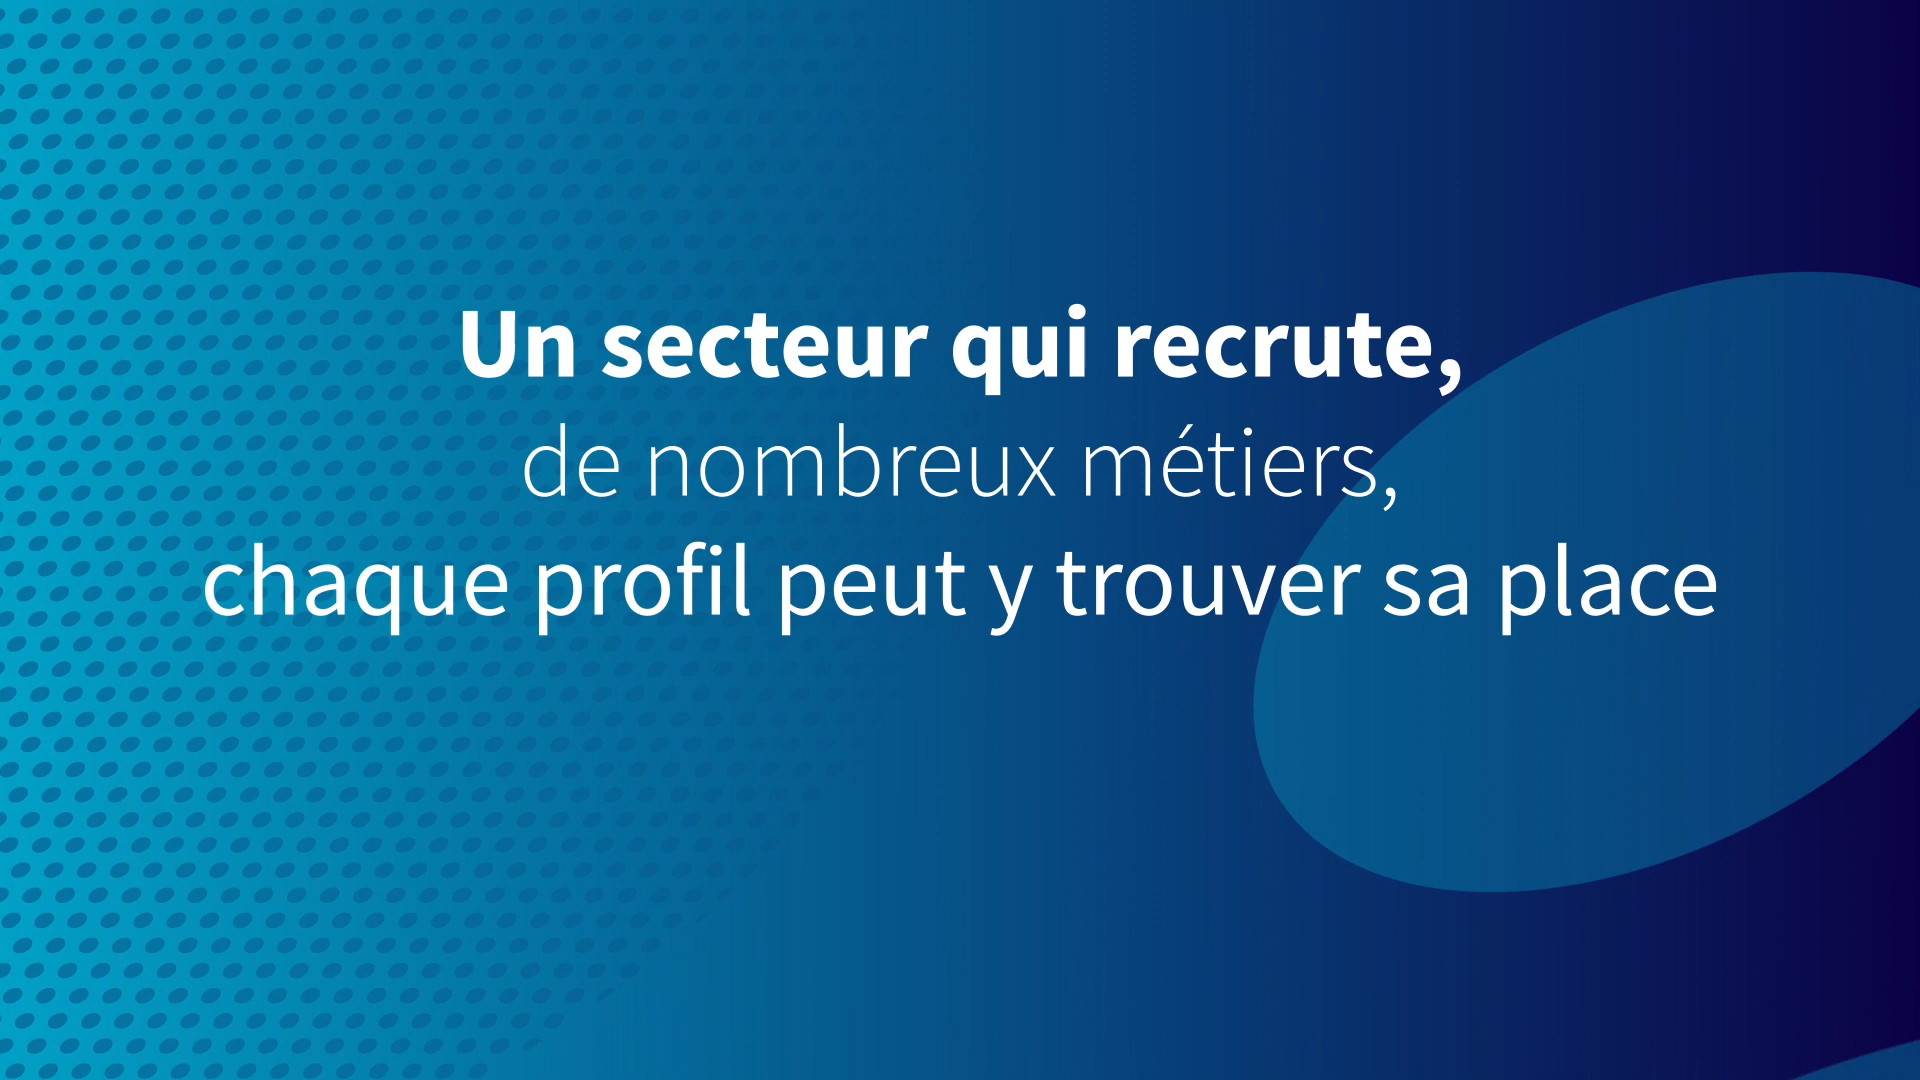 Un secteur qui recrute,
de nombreux métiers,
chaque profil peut y trouver sa place